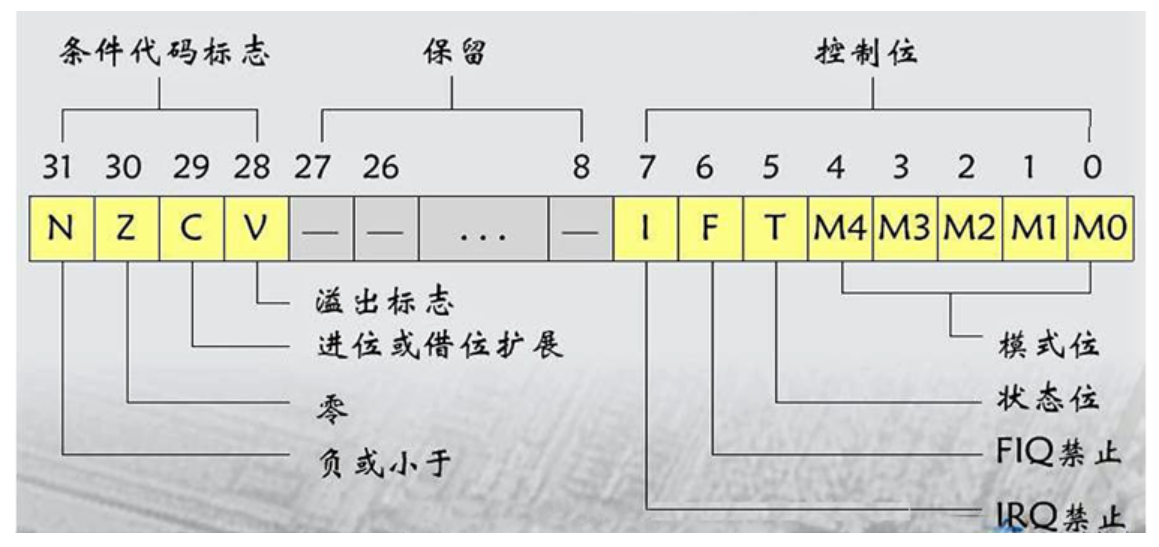 条件代码标志 保留 控制位
31 30 29 28 27 26 8 7 6 5 4 3 2 1 0
N Z C V — — ... — I F T M4 M3 M2 M1 M0
溢出标志
进位或借位扩展
模式位
零
状态位
负或小于
FIQ禁止
IRQ禁止